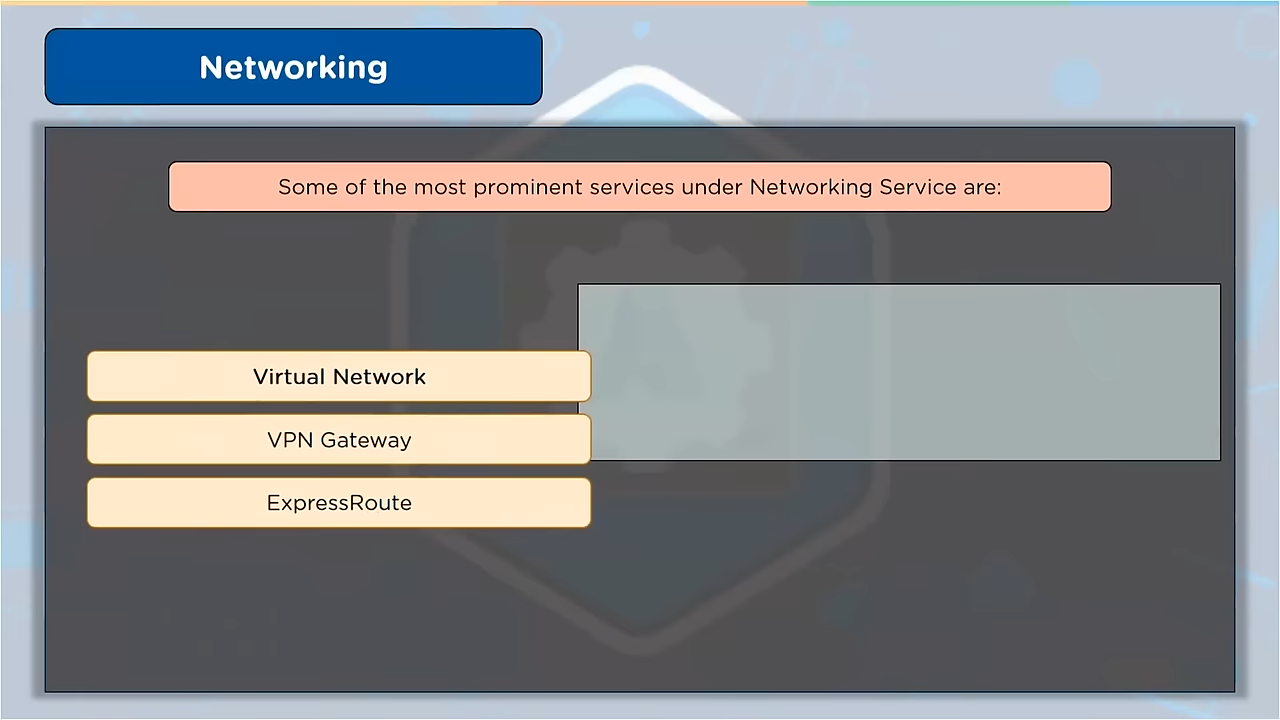 Networking
Some of the most prominent services under Networking Service are:
Virtual Network
VPN Gateway
ExpressRoute